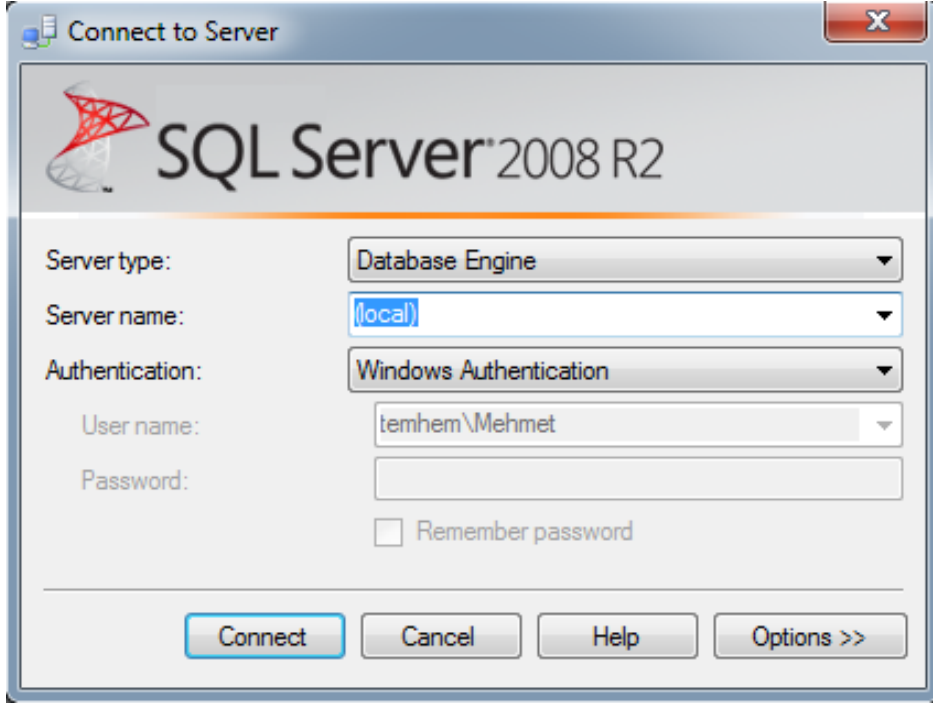 Connect to Server
SQL Server 2008 R2
Server type: Database Engine
Server name: (local)
Authentication: Windows Authentication
User name: temhem\Mehmet
Password:
Remember password
Connect Cancel Help Options >>